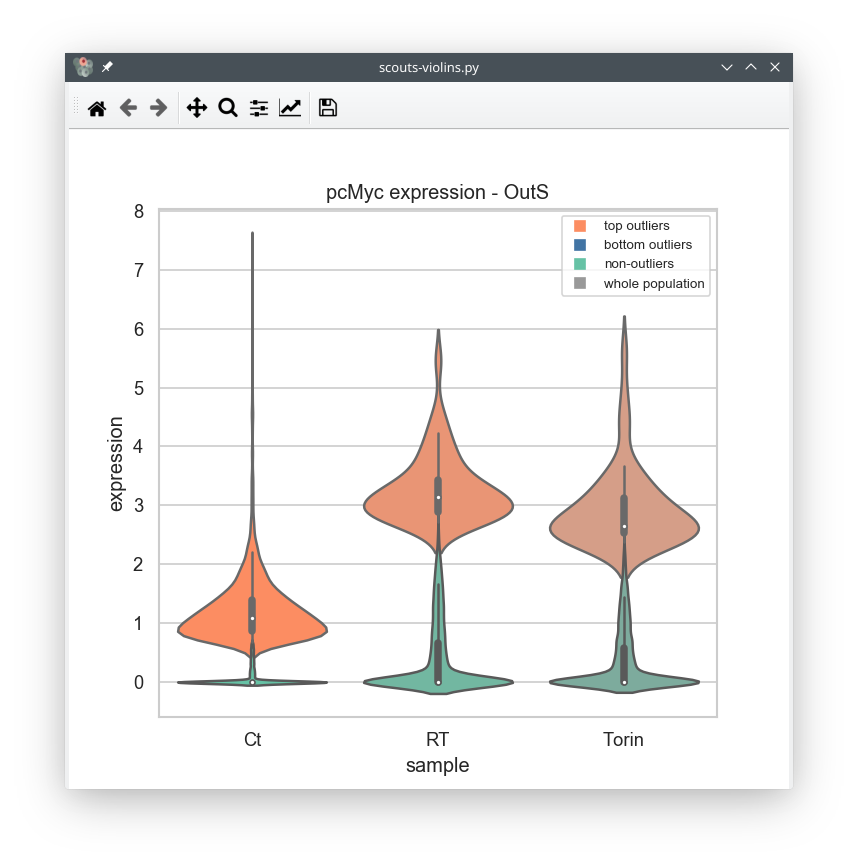 scouts-violins.py
pcMyc expression - OutS
top outliers
bottom outliers
non-outliers
whole population
8
7
6
5
4
3
2
1
0
expression
Ct RT Torin
sample